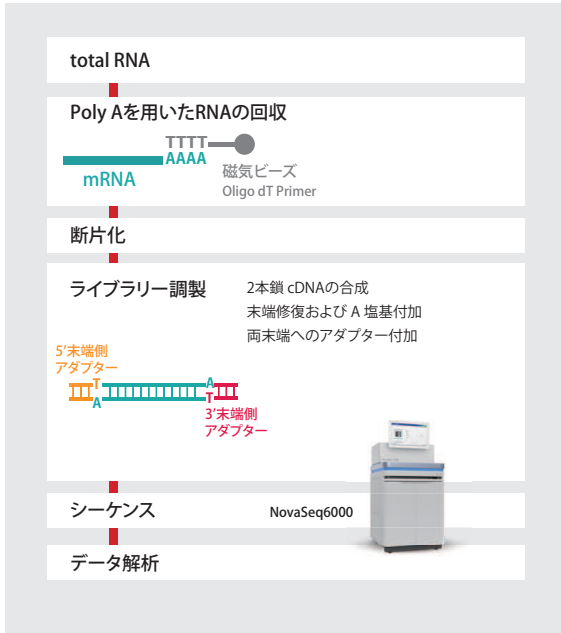 total RNA
Poly Aを用いたRNAの回収
TTTT
AAAA
mRNA
磁気ビーズ
Oligo dT Primer
断片化
ライブラリー調製
2本鎖 cDNAの合成
末端修復および A 塩基付加
両末端へのアダプター付加
5’末端側
アダプター
T
A
A
T
3’末端側
アダプター
シーケンス
NovaSeq6000
データ解析